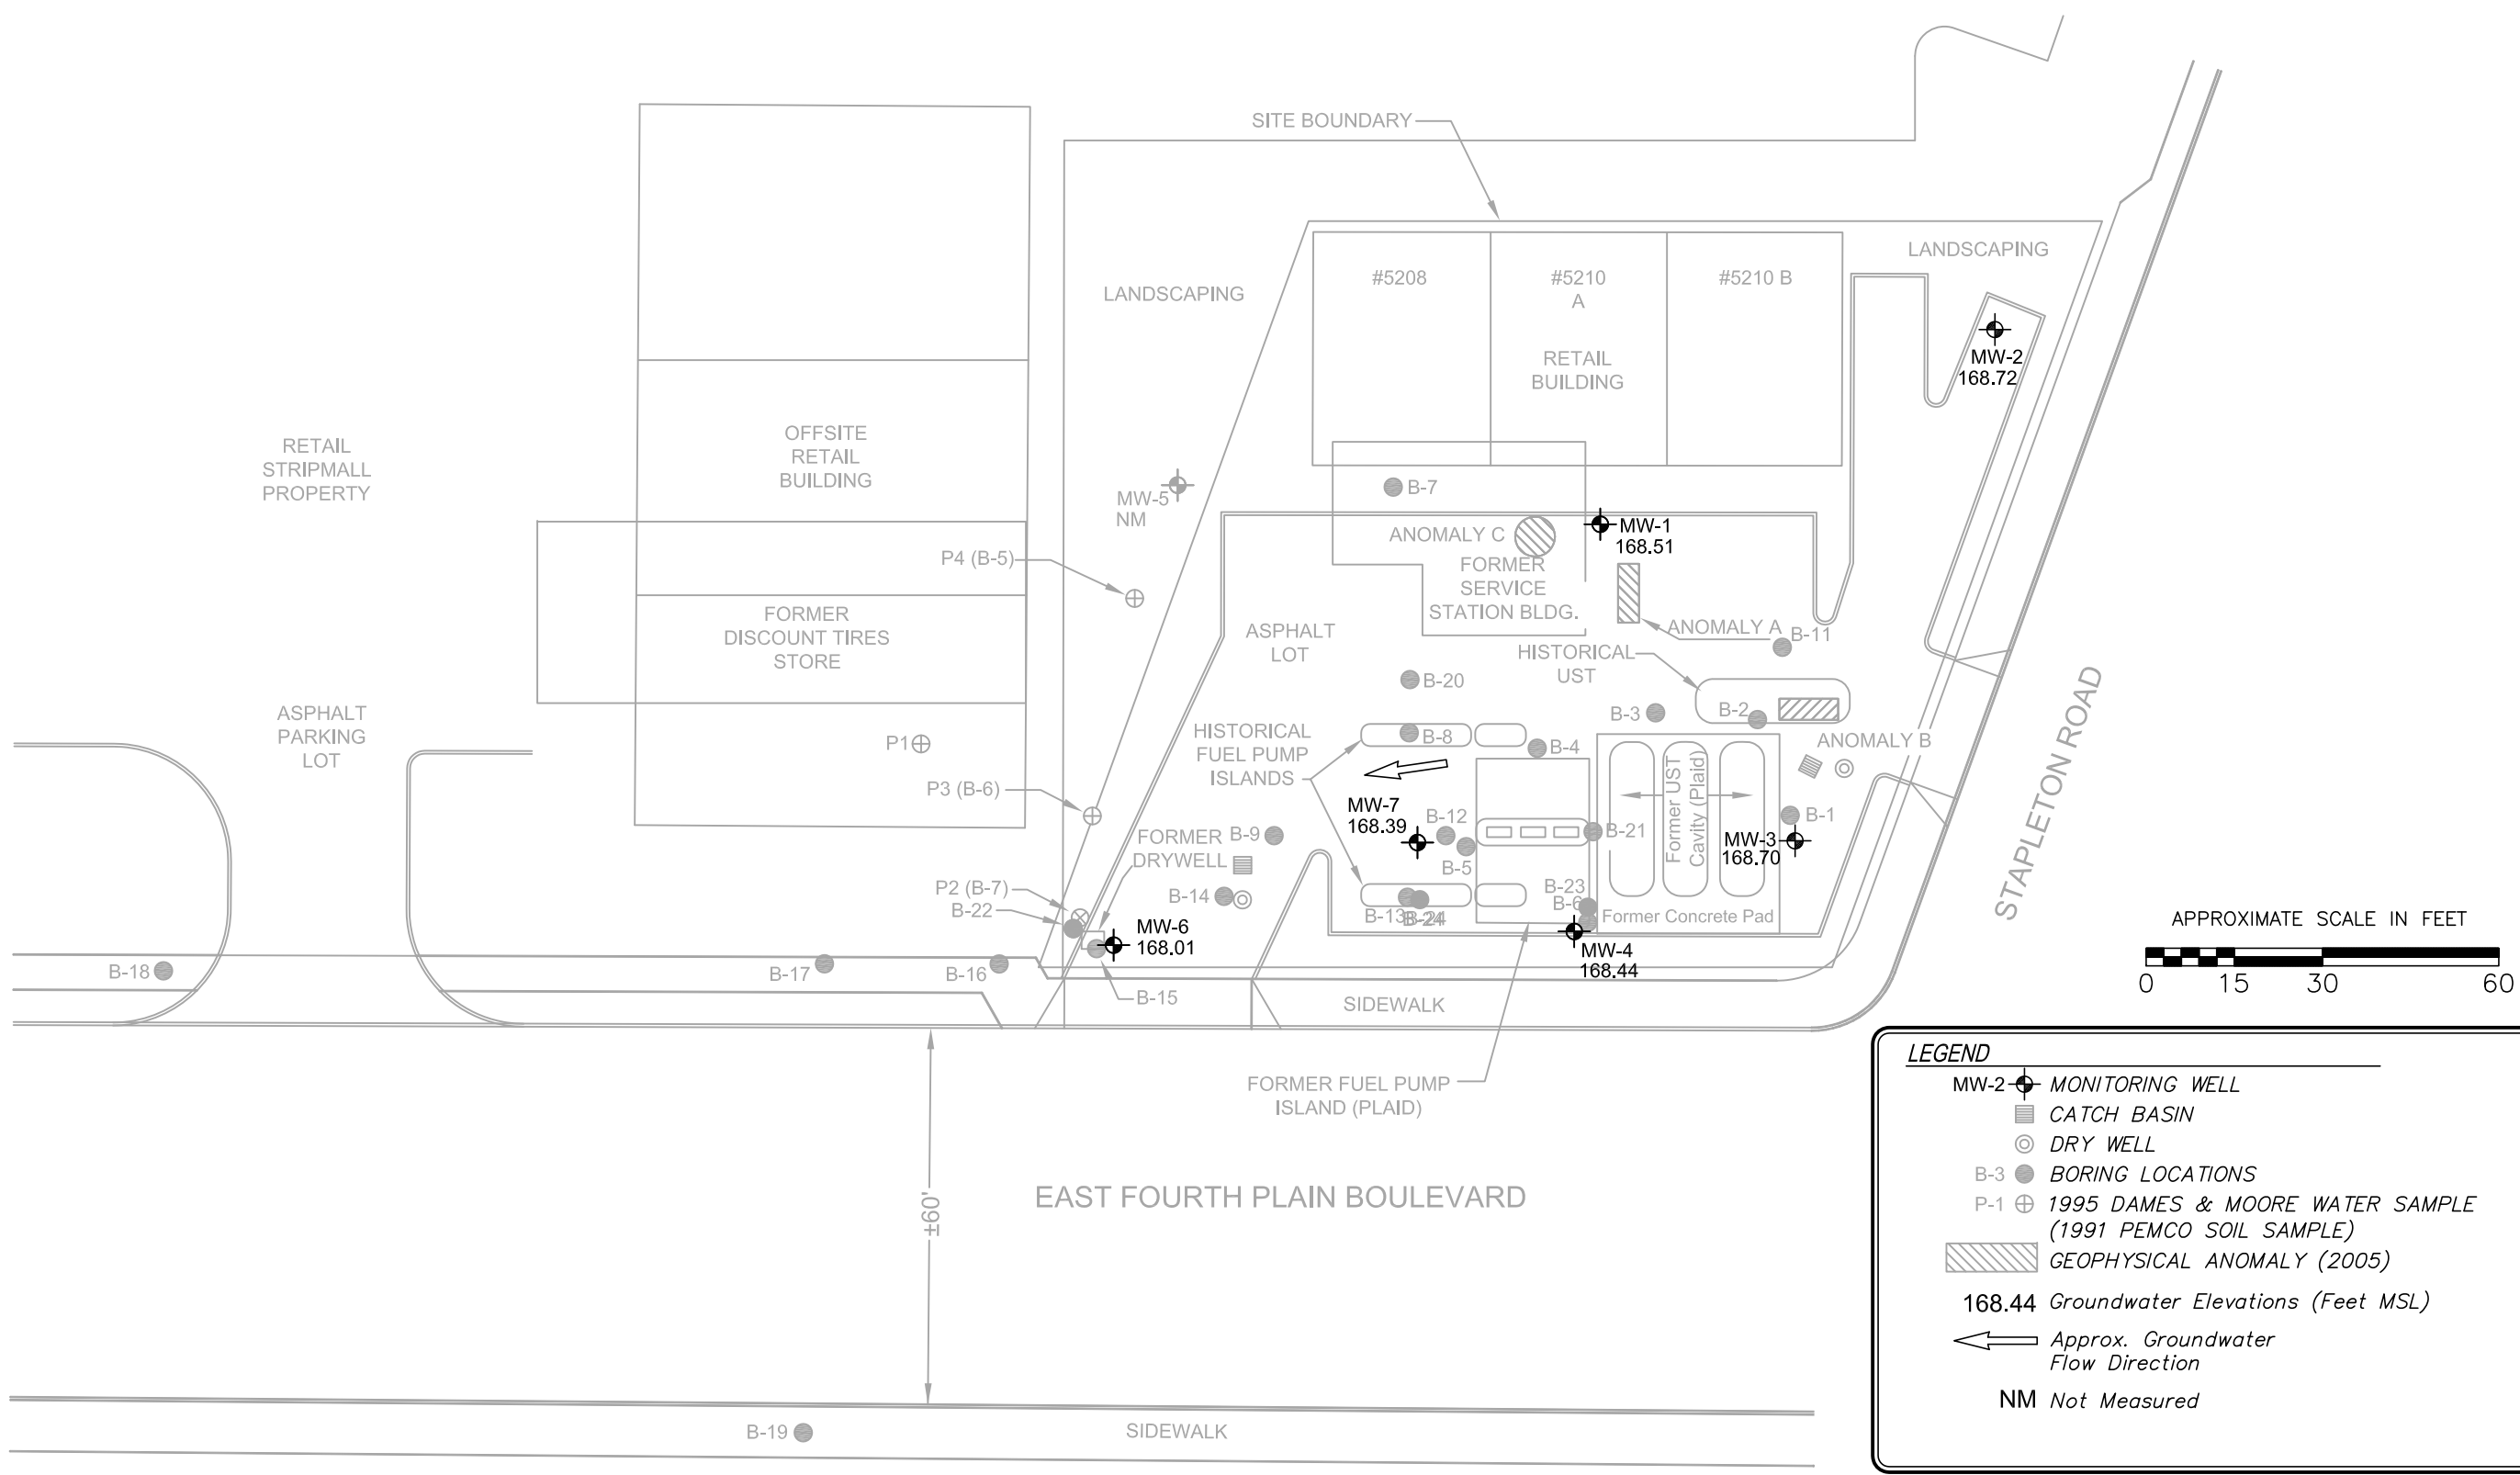 SITE BOUNDARY
LANDSCAPING
#5208
#5210
A
#5210 B
LANDSCAPING
RETAIL
BUILDING
MW-2
168.72
OFFSITE
RETAIL
BUILDING
RETAIL
STRIPMALL
PROPERTY
MW-5
NM
B-7
ANOMALY C
MW-1
168.51
P4 (B-5)
FORMER
SERVICE
STATION BLDG.
FORMER
DISCOUNT TIRES
STORE
ASPHALT
LOT
ANOMALY A
B-11
HISTORICAL
UST
B-20
ASPHALT
PARKING
LOT
P1
HISTORICAL
FUEL PUMP
ISLANDS
B-8
B-4
B-3
B-2
ANOMALY B
STAPLETON ROAD
P3 (B-6)
MW-7
168.39
B-12
B-5
B-21
Former UST
Cavity (Plaid)
MW-3
168.70
B-1
FORMER
DRYWELL
B-9
P2 (B-7)
B-22
B-14
B-13
B-24
B-23
B-6
Former Concrete Pad
MW-6
168.01
MW-4
168.44
B-18
B-17
B-16
B-15
SIDEWALK
APPROXIMATE SCALE IN FEET
0 15 30 60
FORMER FUEL PUMP
ISLAND (PLAID)
±60'
EAST FOURTH PLAIN BOULEVARD
B-19
SIDEWALK
LEGEND
MW-2 MONITORING WELL
CATCH BASIN
DRY WELL
B-3 BORING LOCATIONS
P-1 1995 DAMES & MOORE WATER SAMPLE
(1991 PEMCO SOIL SAMPLE)
GEOPHYSICAL ANOMALY (2005)
168.44 Groundwater Elevations (Feet MSL)
Approx. Groundwater
Flow Direction
NM Not Measured